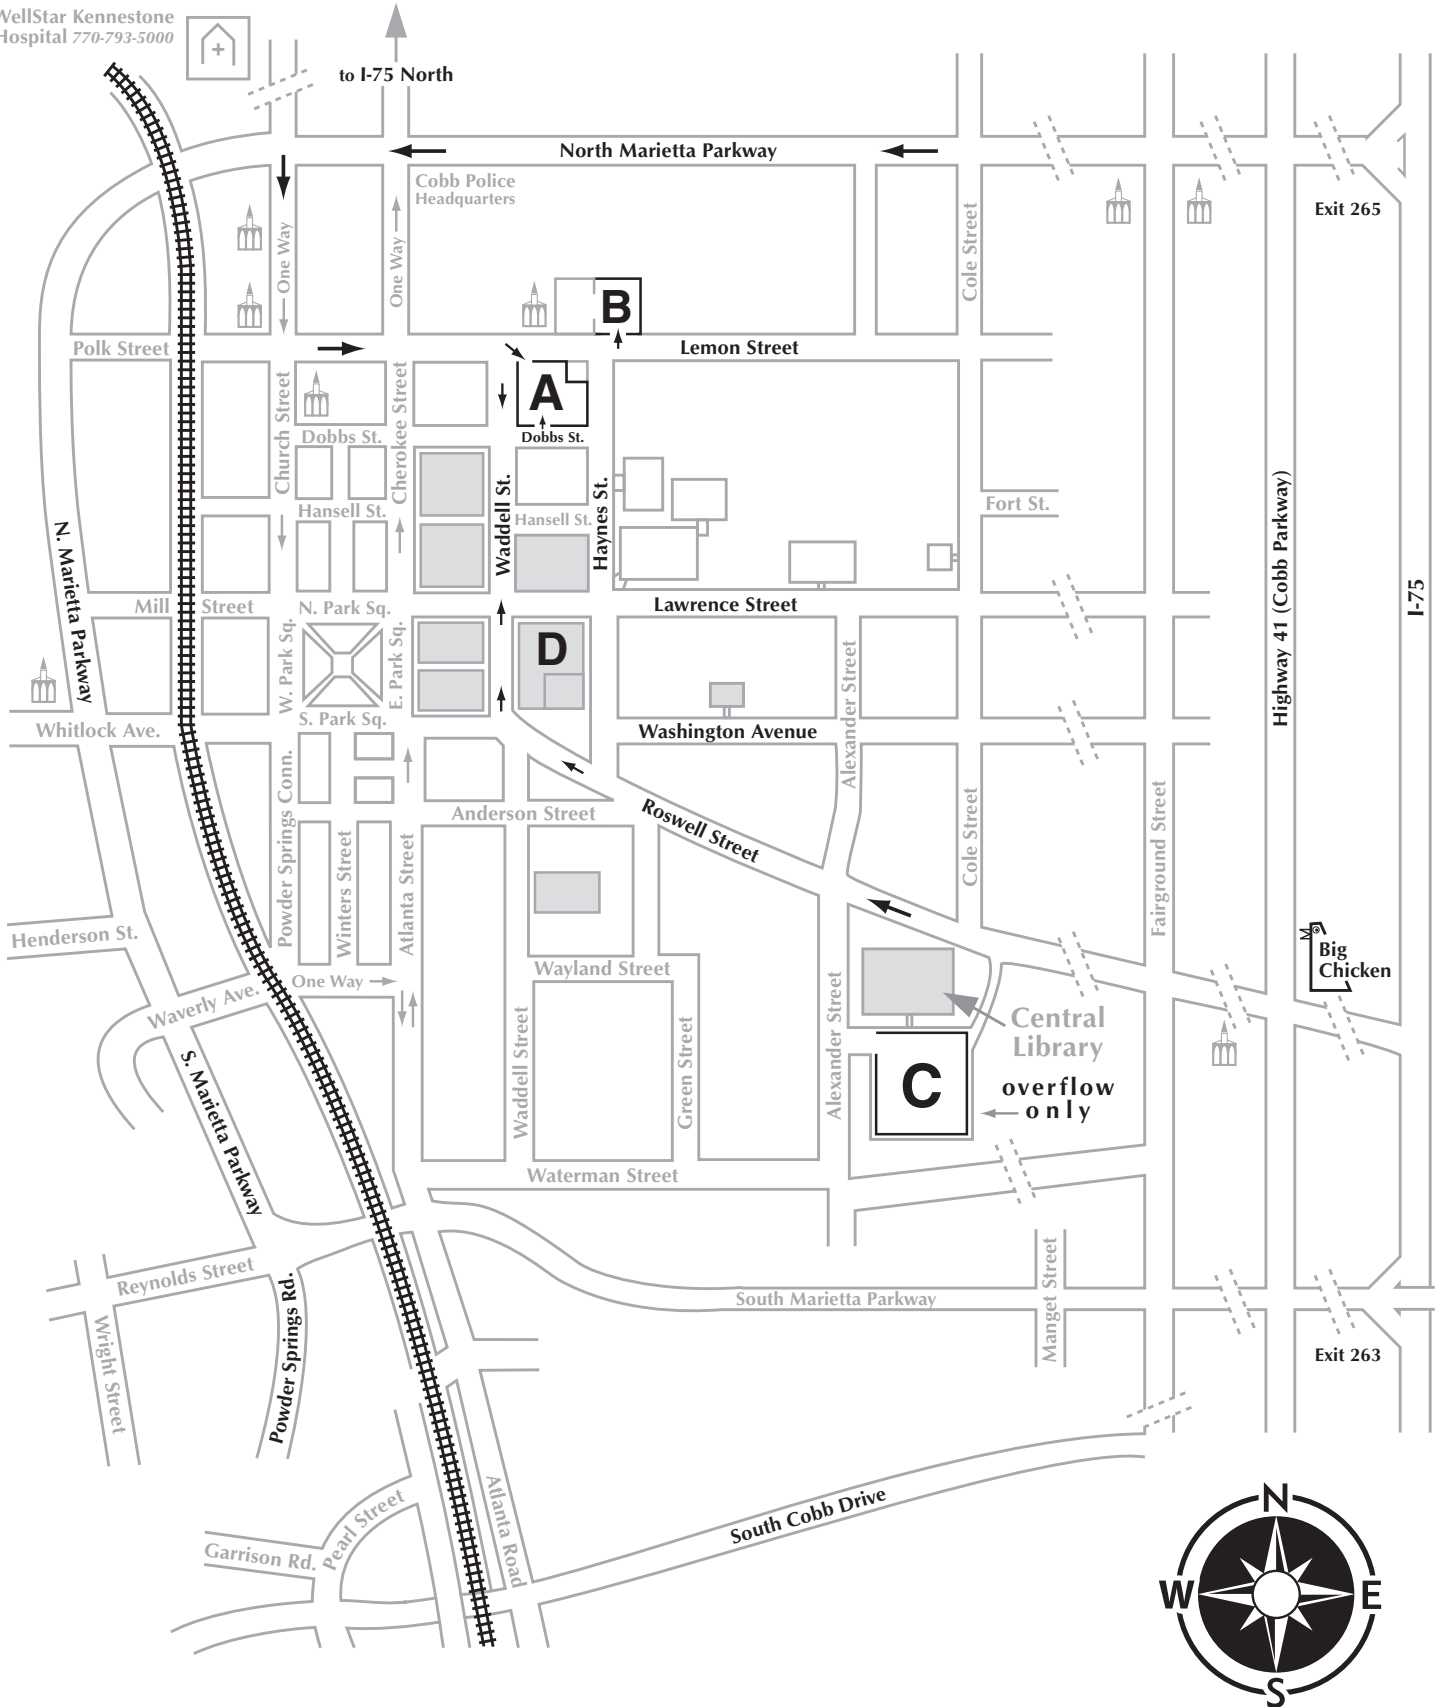 WellStar Kennestone
Hospital 770-793-5000
to I-75 North
North Marietta Parkway
Cobb Police
Headquarters
Exit 265
One Way
One Way
Cole Street
B
Polk Street
Lemon Street
A
Church Street
Cherokee Street
Dobbs St.
Dobbs St.
Waddell St.
Haynes St.
Hansell St.
Hansell St.
Fort St.
N. Marietta Parkway
Highway 41 (Cobb Parkway)
I-75
Mill Street
N. Park Sq.
Lawrence Street
W. Park Sq.
E. Park Sq.
D
Alexander Street
S. Park Sq.
Whitlock Ave.
Washington Avenue
Powder Springs Conn.
Anderson Street
Roswell Street
Winters Street
Atlanta Street
Cole Street
Fairground Street
Henderson St.
Big
Chicken
Wayland Street
One Way
Waverly Ave.
Waddell Street
Green Street
Alexander Street
Central
Library
C
overflow
only
S. Marietta Parkway
Waterman Street
Reynolds Street
Powder Springs Rd.
South Marietta Parkway
Manget Street
Wright Street
Exit 263
Atlanta Road
Pearl Street
Garrison Rd.
South Cobb Drive
N
W
E
S